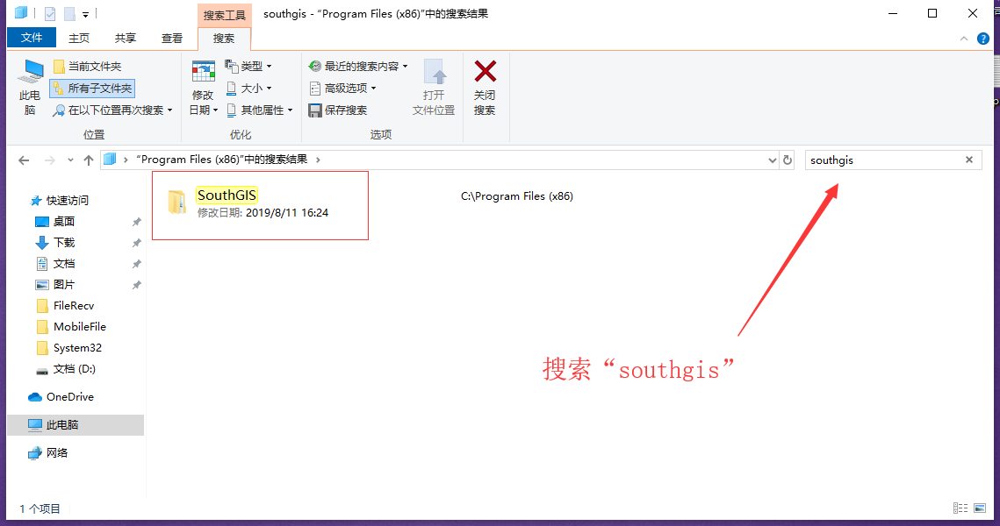 搜索工具
southgis - “Program Files (x86)”中的搜索结果
文件
主页
共享
查看
搜索
此电脑
当前文件夹
所有子文件夹
在以下位置再次搜索
位置
修改日期
类型
大小
其他属性
优化
最近的搜索内容
高级选项
保存搜索
打开文件位置
选项
关闭搜索
“Program Files (x86)”中的搜索结果
southgis
快速访问
桌面
下载
文档
图片
FileRecv
MobileFile
System32
文档 (D:)
OneDrive
此电脑
网络
SouthGIS
修改日期: 2019/8/11 16:24
C:\Program Files (x86)
搜索“southgis”
1 个项目